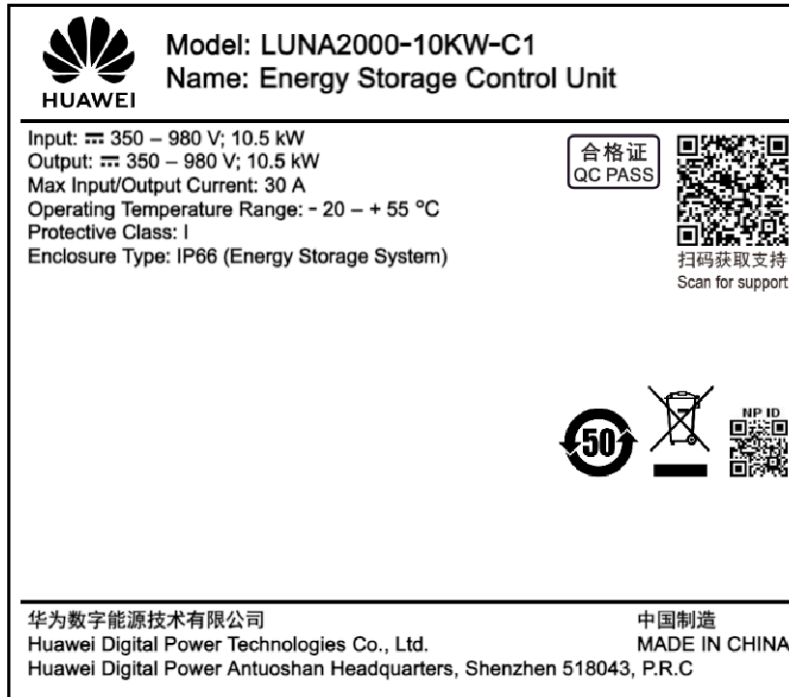 HUAWEI
Model: LUNA2000-10KW-C1
Name: Energy Storage Control Unit
Input: ⎓ 350 – 980 V; 10.5 kW
Output: ⎓ 350 – 980 V; 10.5 kW
Max Input/Output Current: 30 A
Operating Temperature Range: - 20 – + 55 °C
Protective Class: I
Enclosure Type: IP66 (Energy Storage System)
合格证
QC PASS
扫码获取支持
Scan for support
50
NP ID
华为数字能源技术有限公司
Huawei Digital Power Technologies Co., Ltd.
Huawei Digital Power Antuoshan Headquarters, Shenzhen 518043, P.R.C
中国制造
MADE IN CHINA